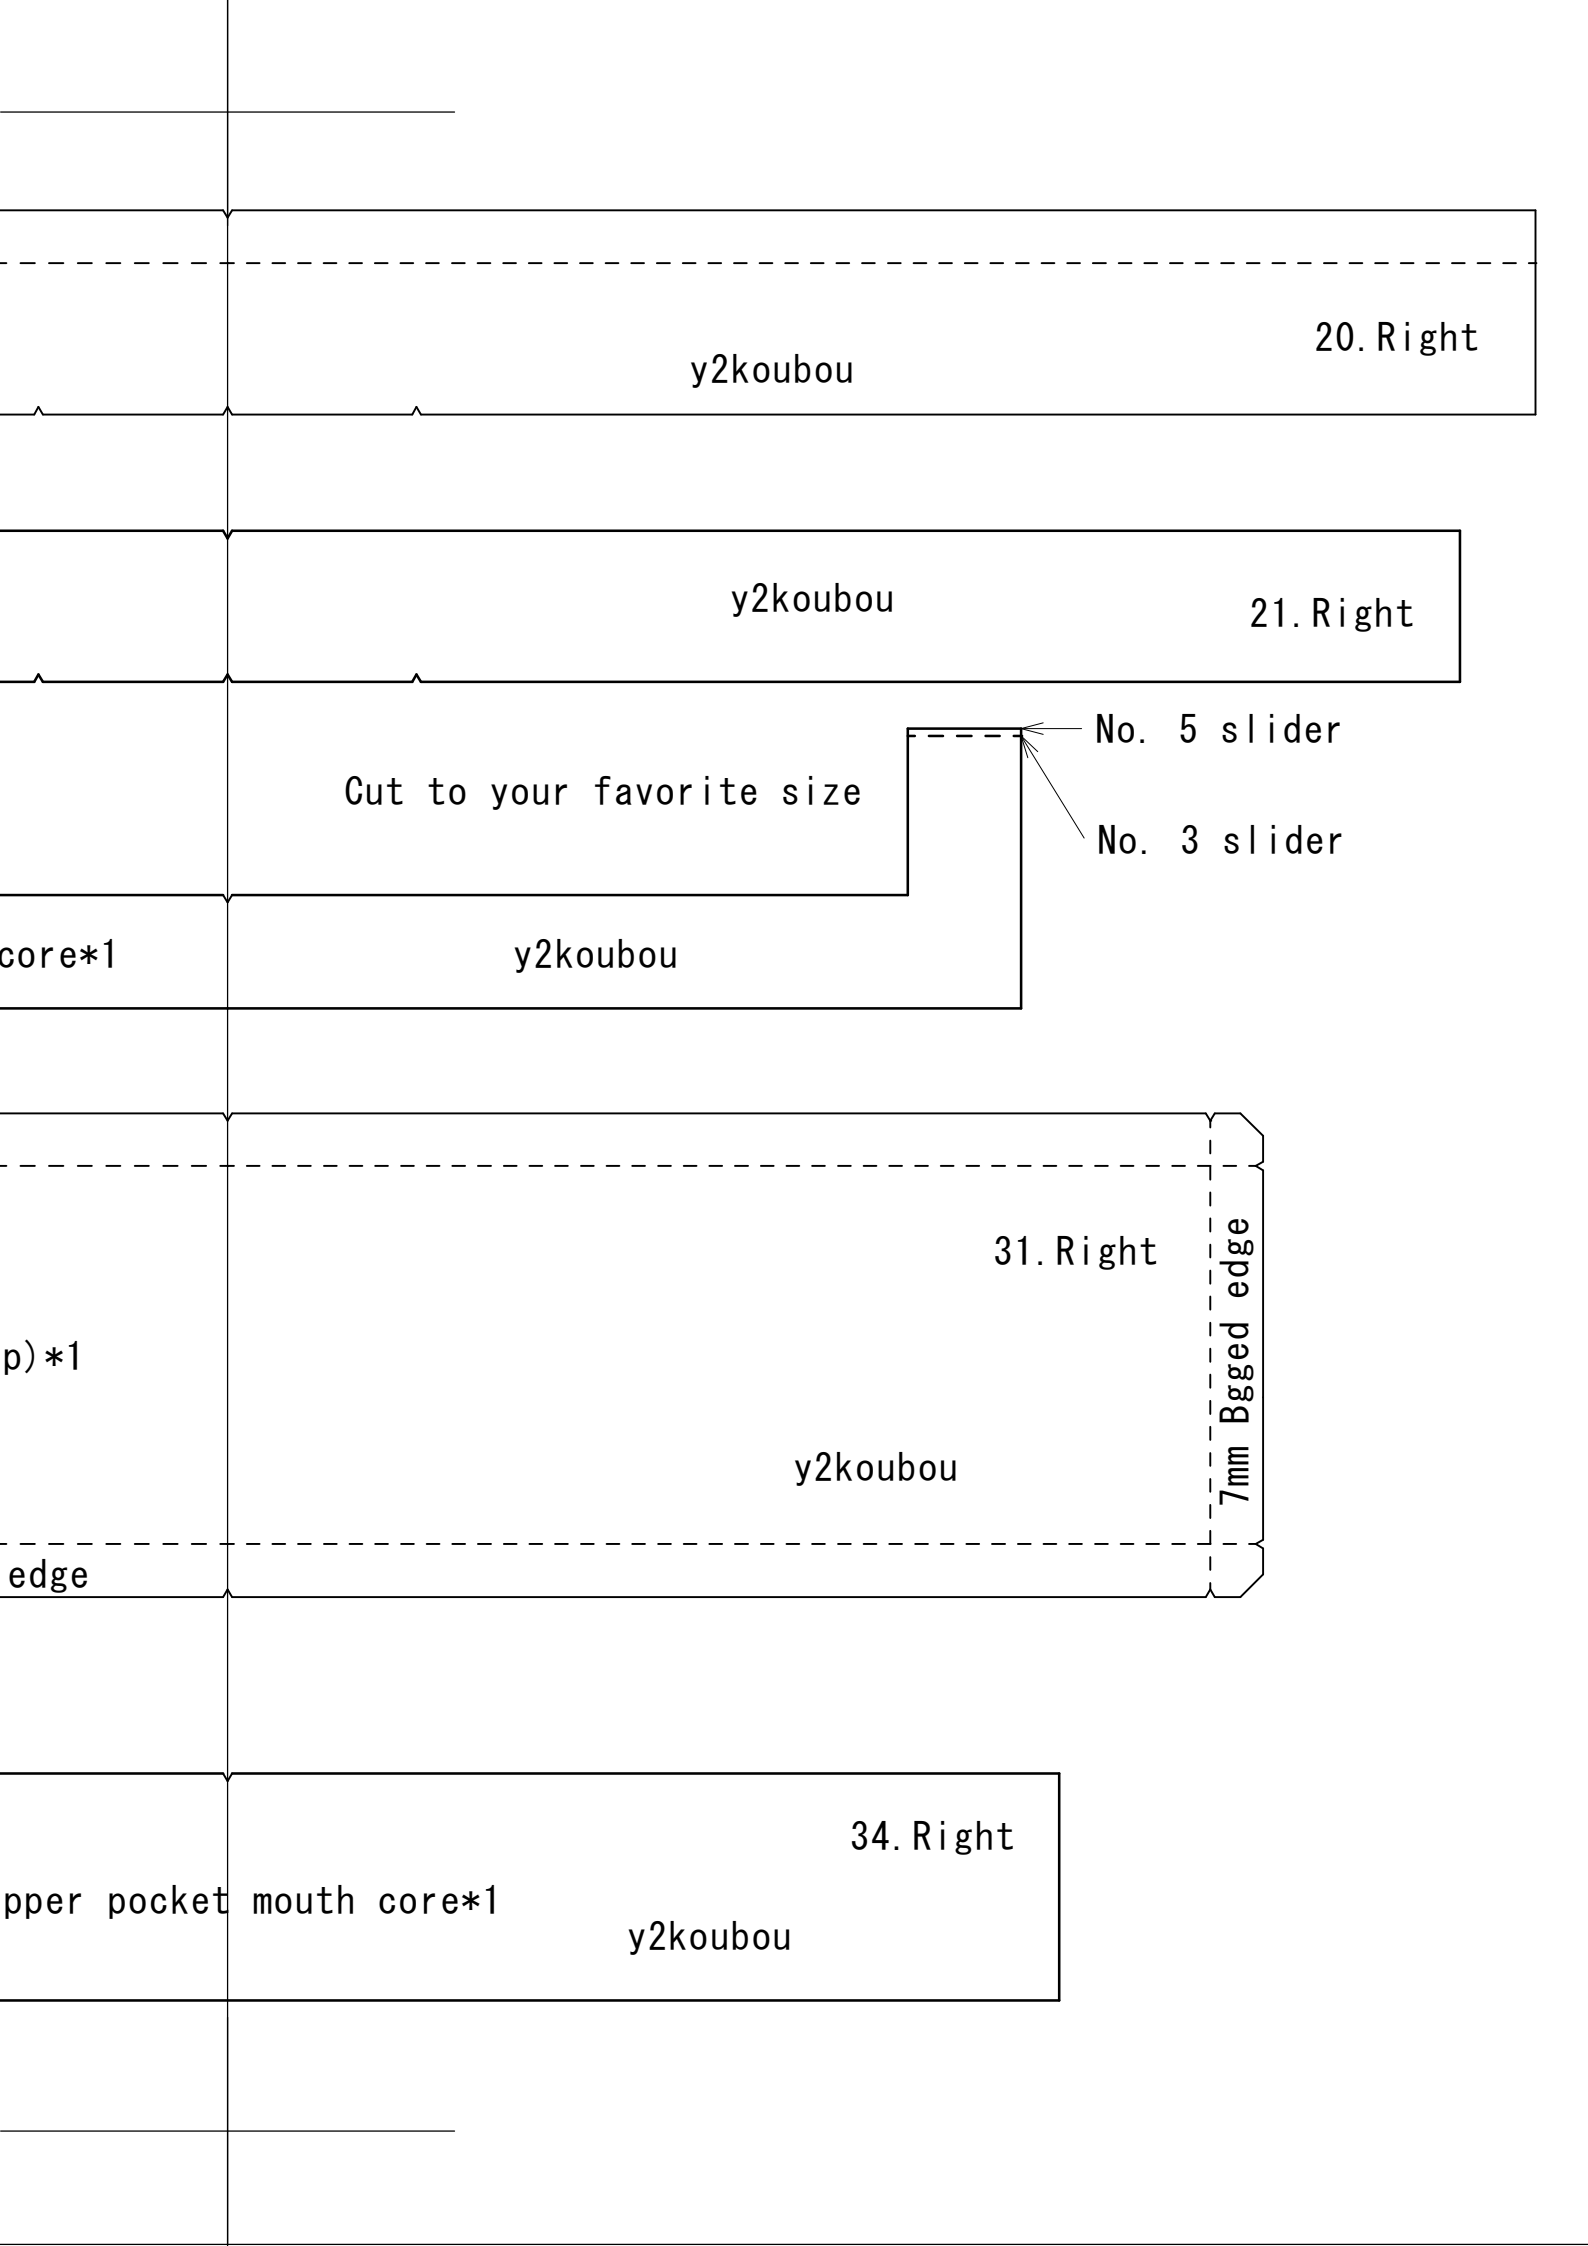 20.Right
y2koubou
y2koubou
21.Right
No. 5 slider
Cut to your favorite size
No. 3 slider
core*1
y2koubou
31.Right
7mm Bgged edge
p)*1
y2koubou
edge
34.Right
pper pocket mouth core*1
y2koubou